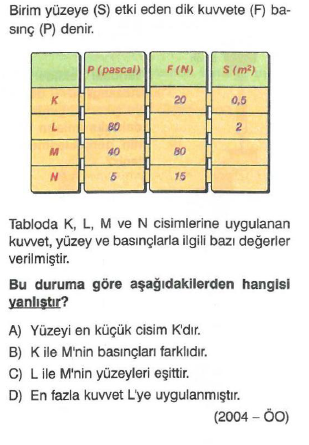 Birim yüzeye (S) etki eden dik kuvvete (F) ba-
sınç (P) denir.
P (pascal) F (N) S (m²)
K 20 0,5
L 80 2
M 40 80
N 5 15
Tabloda K, L, M ve N cisimlerine uygulanan
kuvvet, yüzey ve basınçlarla ilgili bazı değerler
verilmiştir.
Bu duruma göre aşağıdakilerden hangisi
yanlıştır?
A) Yüzeyi en küçük cisim K'dır.
B) K ile M'nin basınçları farklıdır.
C) L ile M'nin yüzeyleri eşittir.
D) En fazla kuvvet L'ye uygulanmıştır.
(2004 – ÖO)